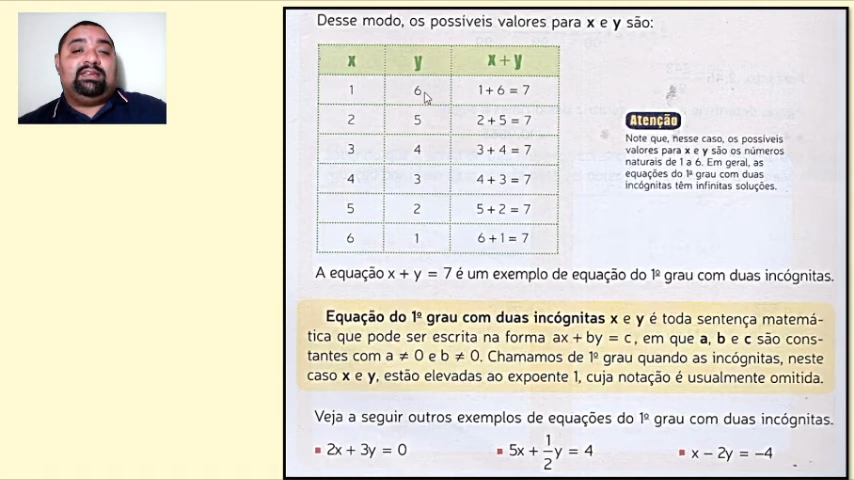 Desse modo, os possíveis valores para x e y são:
x y x + y
1 6 1 + 6 = 7
2 5 2 + 5 = 7
3 4 3 + 4 = 7
4 3 4 + 3 = 7
5 2 5 + 2 = 7
6 1 6 + 1 = 7
Atenção
Note que, nesse caso, os possíveis
valores para x e y são os números
naturais de 1 a 6. Em geral, as
equações do 1º grau com duas
incógnitas têm infinitas soluções.
A equação x + y = 7 é um exemplo de equação do 1º grau com duas incógnitas.
Equação do 1º grau com duas incógnitas x e y é toda sentença matemá-
tica que pode ser escrita na forma ax + by = c, em que a, b e c são cons-
tantes com a ≠ 0 e b ≠ 0. Chamamos de 1º grau quando as incógnitas, neste
caso x e y, estão elevadas ao expoente 1, cuja notação é usualmente omitida.
Veja a seguir outros exemplos de equações do 1º grau com duas incógnitas.
▪ 2x + 3y = 0 ▪ 5x + 1/2 y = 4 ▪ x − 2y = −4